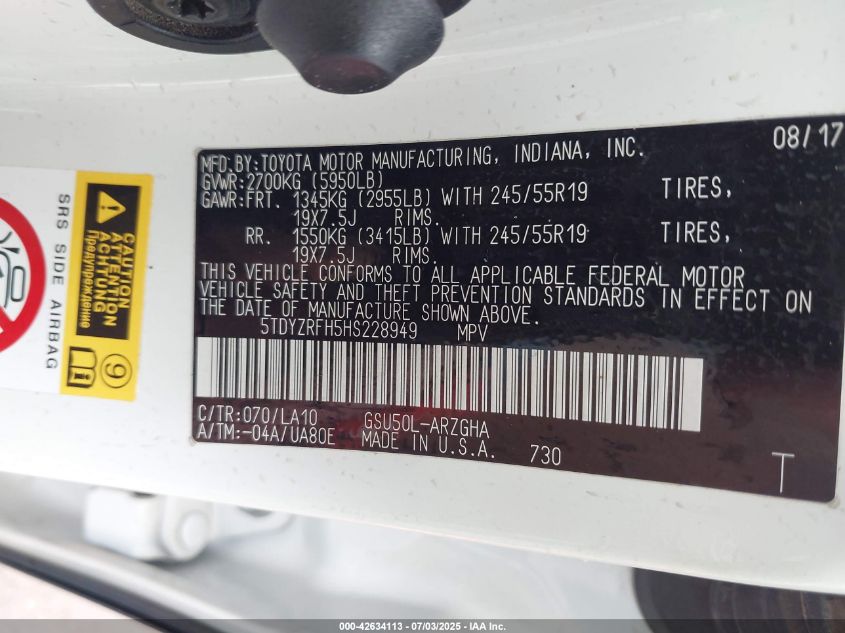 MFD.BY:TOYOTA MOTOR MANUFACTURING, INDIANA, INC. 08/17
GVWR:2700KG (5950LB)
GAWR:FRT. 1345KG (2955LB) WITH 245/55R19 TIRES,
19X7.5J RIMS.
RR. 1550KG (3415LB) WITH 245/55R19 TIRES,
19X7.5J RIMS.
THIS VEHICLE CONFORMS TO ALL APPLICABLE FEDERAL MOTOR
VEHICLE SAFETY AND THEFT PREVENTION STANDARDS IN EFFECT ON
THE DATE OF MANUFACTURE SHOWN ABOVE.
5TDYZRFH5HS228949 MPV
C/TR:070/LA10 GSU50L-ARZGHA
A/TM:-04A/UA80E MADE IN U.S.A. 730
T
SRS SIDE AIRBAG
CAUTION
ATTENTION
ACHTUNG
Предупреждение
9
000-42634113 - 07/03/2025 - IAA Inc.